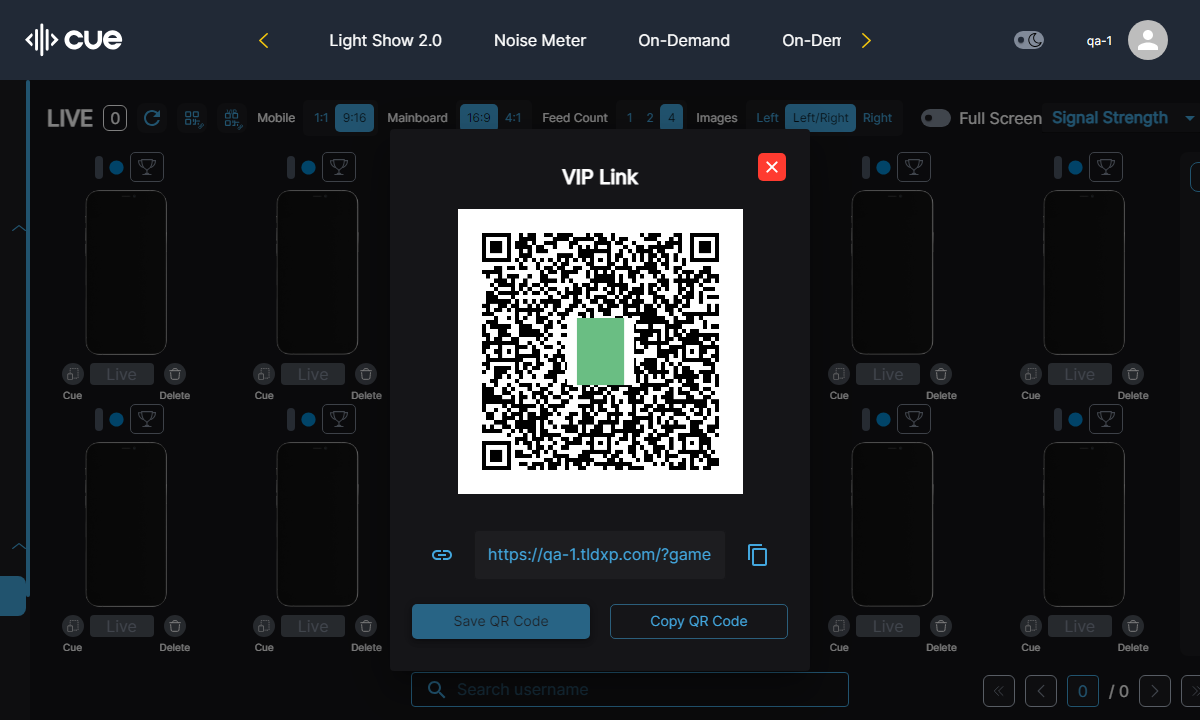 cue
Light Show 2.0
Noise Meter
On-Demand
On-Dem
qa-1
LIVE 0
Mobile 1:1 9:16
Mainboard 16:9 4:1
Feed Count 1 2 4
Images Left Left/Right Right
Full Screen
Signal Strength
VIP Link
Live Live Live Live
Cue Delete Cue Delete Cue Delete Cue Delete
https://qa-1.tldxp.com/?game
Save QR Code
Copy QR Code
Live Live Live Live
Cue Delete Cue Delete Cue Delete Cue Delete
Search username
0 / 0